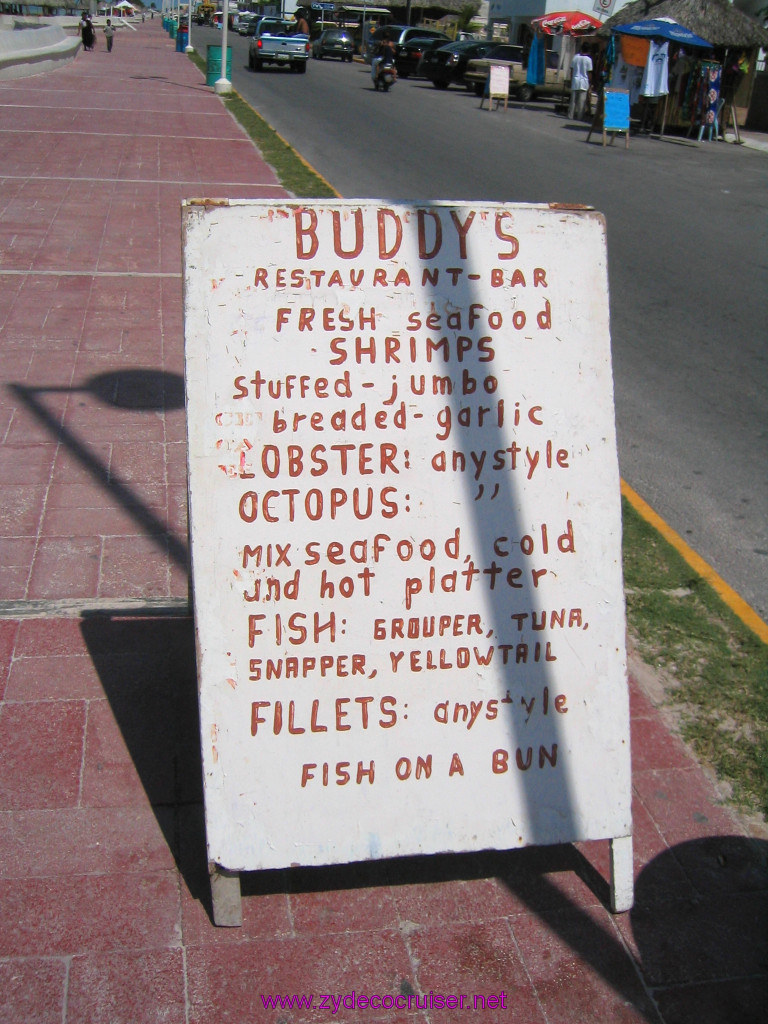 BUDDY'S
RESTAURANT-BAR
FRESH seafood
SHRIMPS
stuffed-jumbo
breaded-garlic
LOBSTER: anystyle
OCTOPUS: ,,
MIX seafood, cold
and hot platter
FISH: GROUPER, TUNA,
SNAPPER, YELLOWTAIL
FILLETS: anystyle
FISH ON A BUN
www.zydecocruiser.net